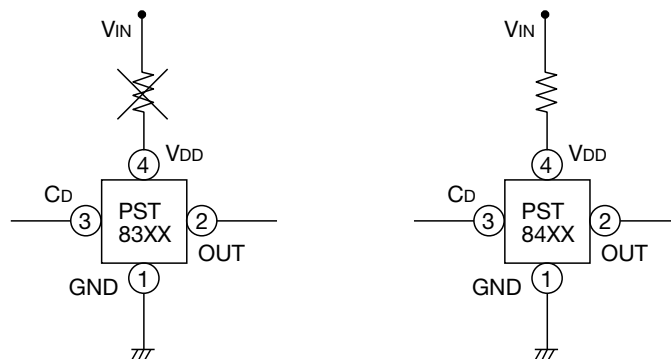 VIN
4
VDD
CD
3
PST
83XX
2
OUT
GND
1
VIN
4
VDD
CD
3
PST
84XX
2
OUT
GND
1